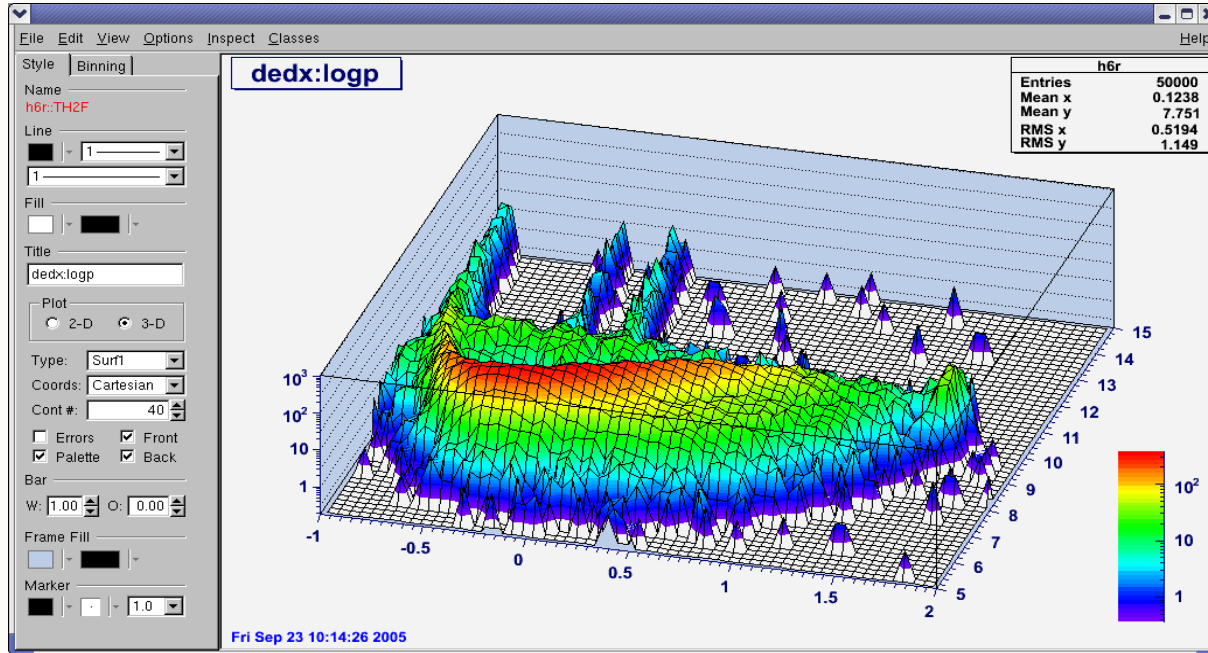 File Edit View Options Inspect Classes Help
Style Binning
Name
h6r::TH2F
Line
1
1
Fill
Title
dedx:logp
Plot
2-D 3-D
Type: Surf1
Coords: Cartesian
Cont #: 40
Errors Front
Palette Back
Bar
W: 1.00 O: 0.00
Frame Fill
Marker
1.0
dedx:logp
h6r
Entries 50000
Mean x 0.1238
Mean y 7.751
RMS x 0.5194
RMS y 1.149
10³
10²
10
1
-1
-0.5
0
0.5
1
1.5
2
5
6
7
8
9
10
11
12
13
14
15
10²
10
1
Fri Sep 23 10:14:26 2005